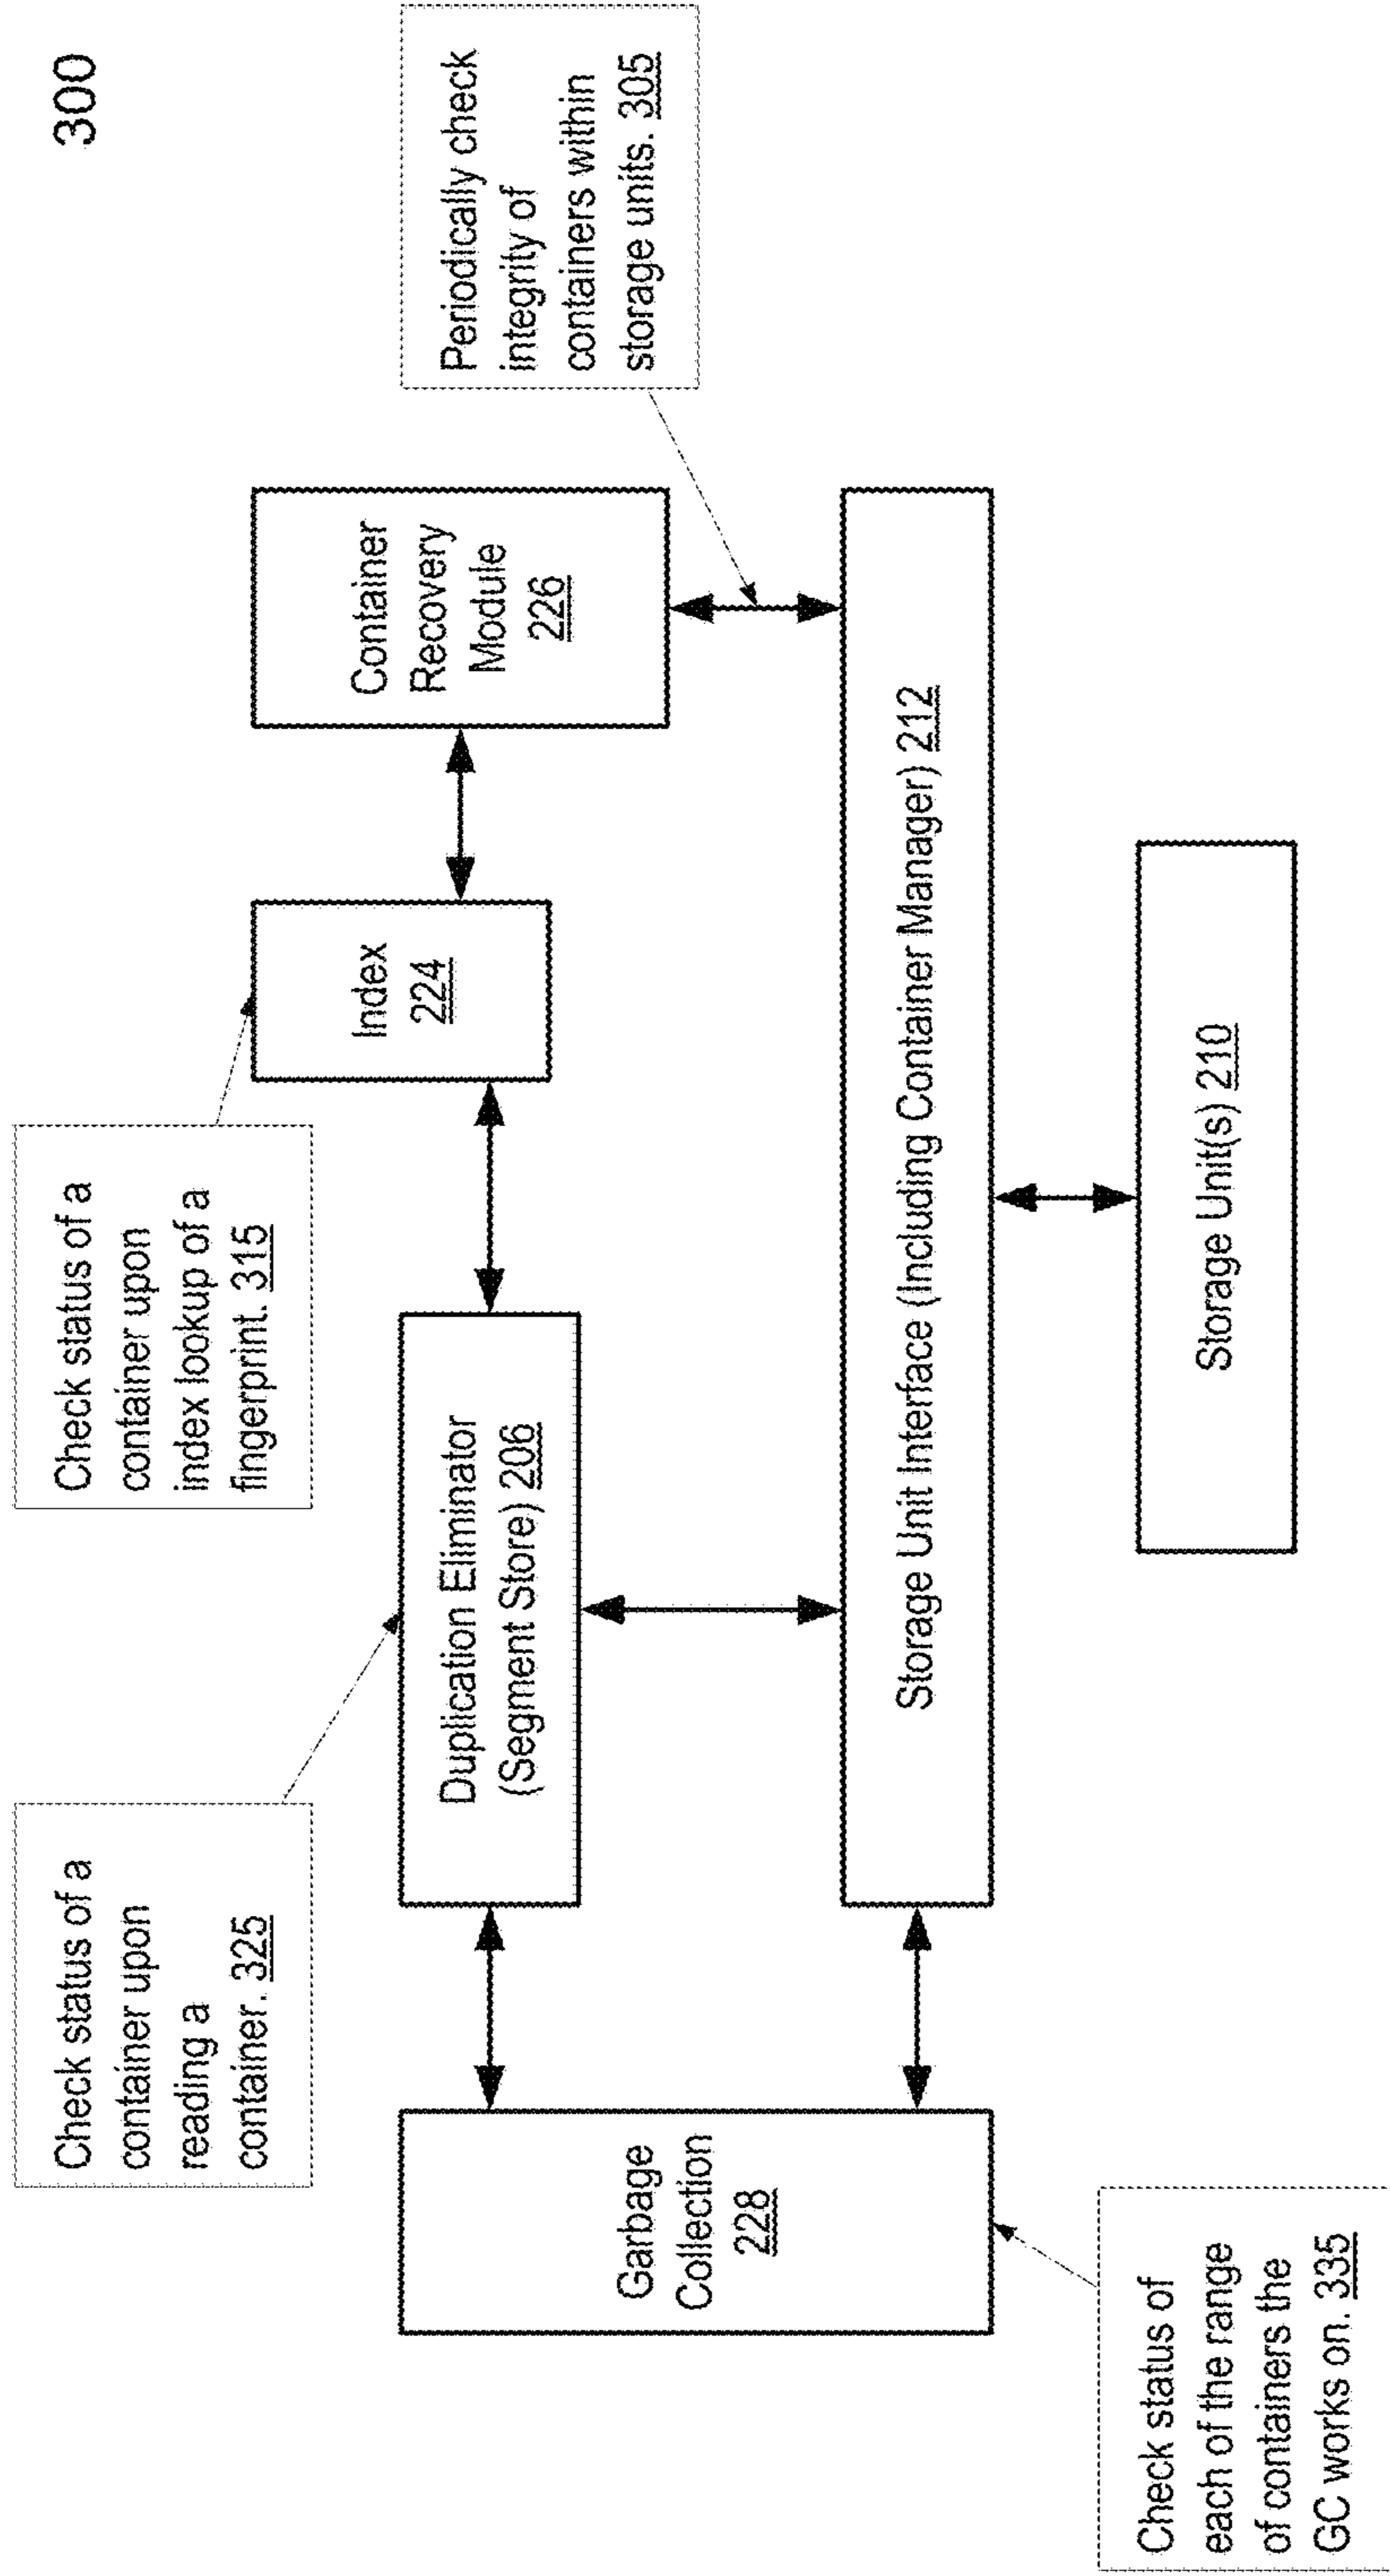 300
Check status of a
container upon
reading a
container. 325
Check status of a
container upon
index lookup of a
fingerprint. 315
Periodically check
integrity of
containers within
storage units. 305
Garbage
Collection
228
Duplication Eliminator
(Segment Store) 206
Index
224
Container
Recovery
Module
226
Storage Unit Interface (Including Container Manager) 212
Storage Unit(s) 210
Check status of
each of the range
of containers the
GC works on. 335